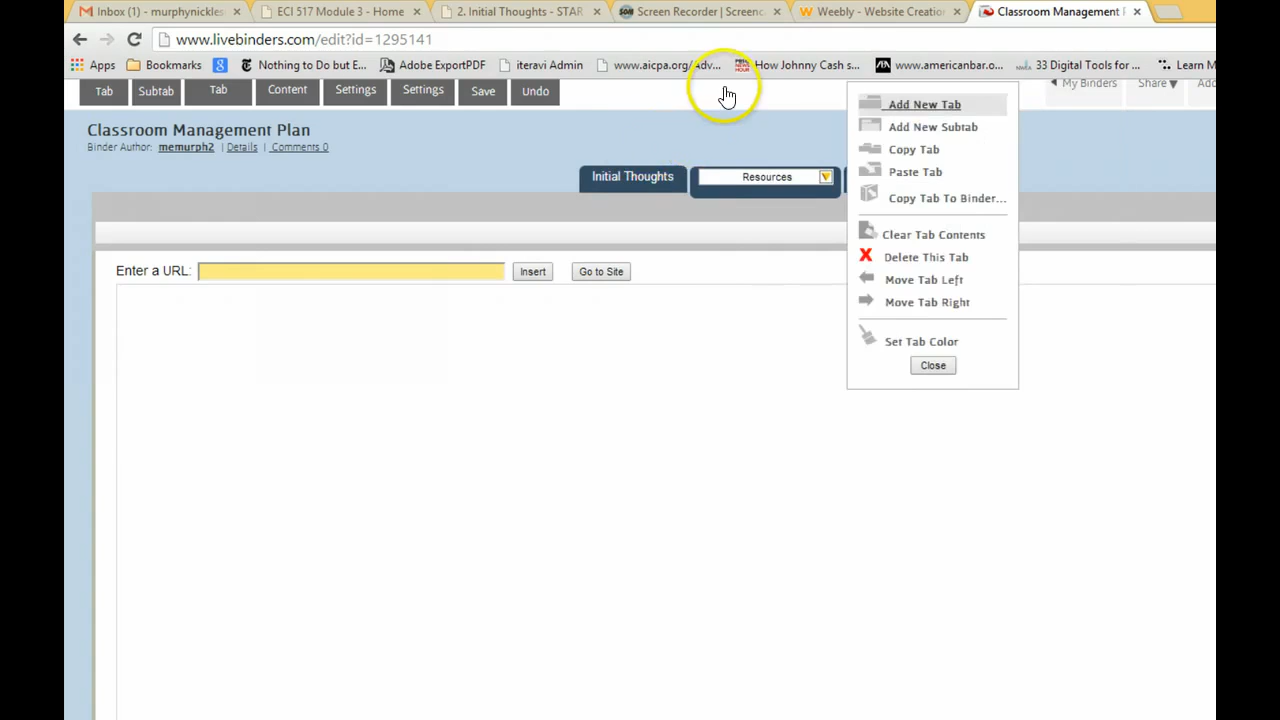 Inbox (1) - murphynickles
ECI 517 Module 3 - Home
2. Initial Thoughts - STAR
Screen Recorder | Screenc
Weebly - Website Creation
Classroom Management P
www.livebinders.com/edit?id=1295141
Apps
Bookmarks
Nothing to Do but E...
Adobe ExportPDF
iteravi Admin
www.aicpa.org/Adv...
How Johnny Cash s...
www.americanbar.o...
33 Digital Tools for ...
Learn M
Tab
Subtab
Tab
Content
Settings
Settings
Save
Undo
My Binders
Share
Classroom Management Plan
Binder Author: memurph2 | Details | Comments 0
Initial Thoughts
Resources
Enter a URL:
Insert
Go to Site
Add New Tab
Add New Subtab
Copy Tab
Paste Tab
Copy Tab To Binder...
Clear Tab Contents
Delete This Tab
Move Tab Left
Move Tab Right
Set Tab Color
Close